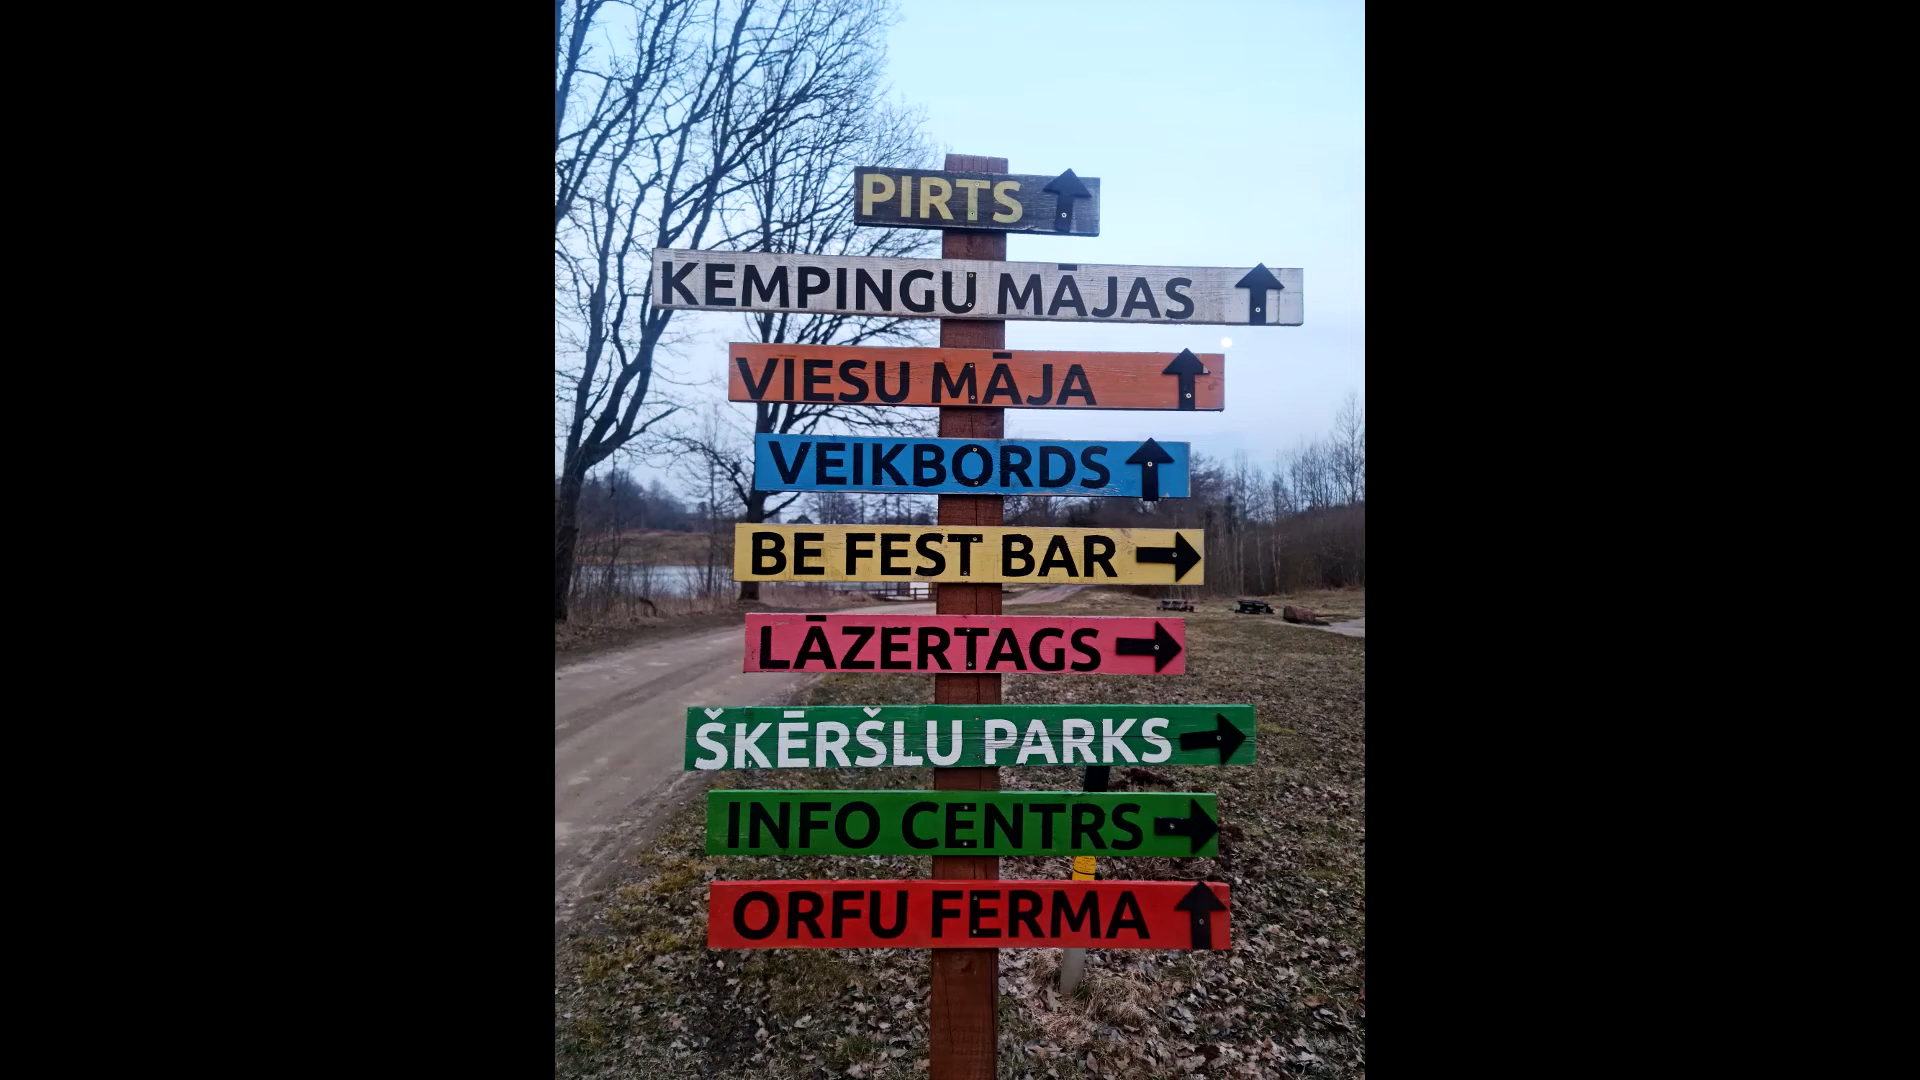 PIRTS
KEMPINGU MĀJAS
VIESU MĀJA
VEIKBORDS
BE FEST BAR
LĀZERTAGS
ŠĶĒRŠĻU PARKS
INFO CENTRS
ORFU FERMA